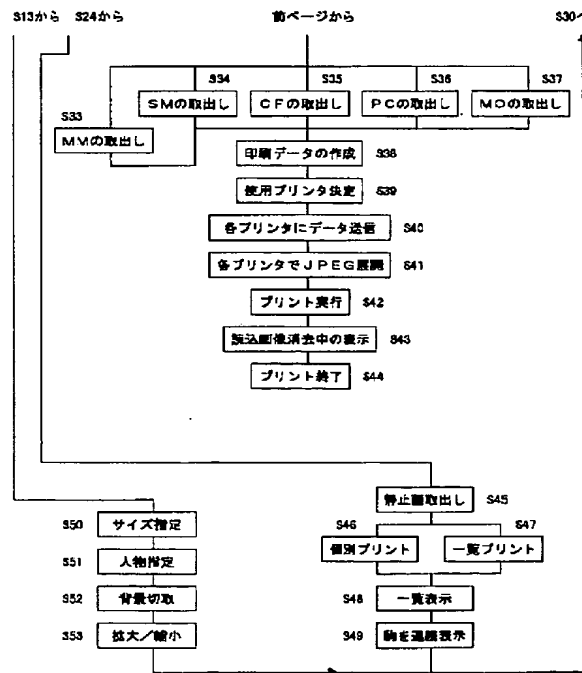 S13から S24から 前ページから S30へ
S34 S35 S36 S37
SMの取出し CFの取出し PCの取出し MOの取出し
S33
MMの取出し
印刷データの作成 S38
使用プリンタ決定 S39
各プリンタにデータ送信 S40
各プリンタでJPEG展開 S41
プリント実行 S42
読込画像消去中の表示 S43
プリント終了 S44
静止画取出し S45
S50 サイズ指定
S46 S47
個別プリント 一覧プリント
S51 人物指定
S52 背景切取
S48 一覧表示
S53 拡大/縮小
S49 駒を連続表示